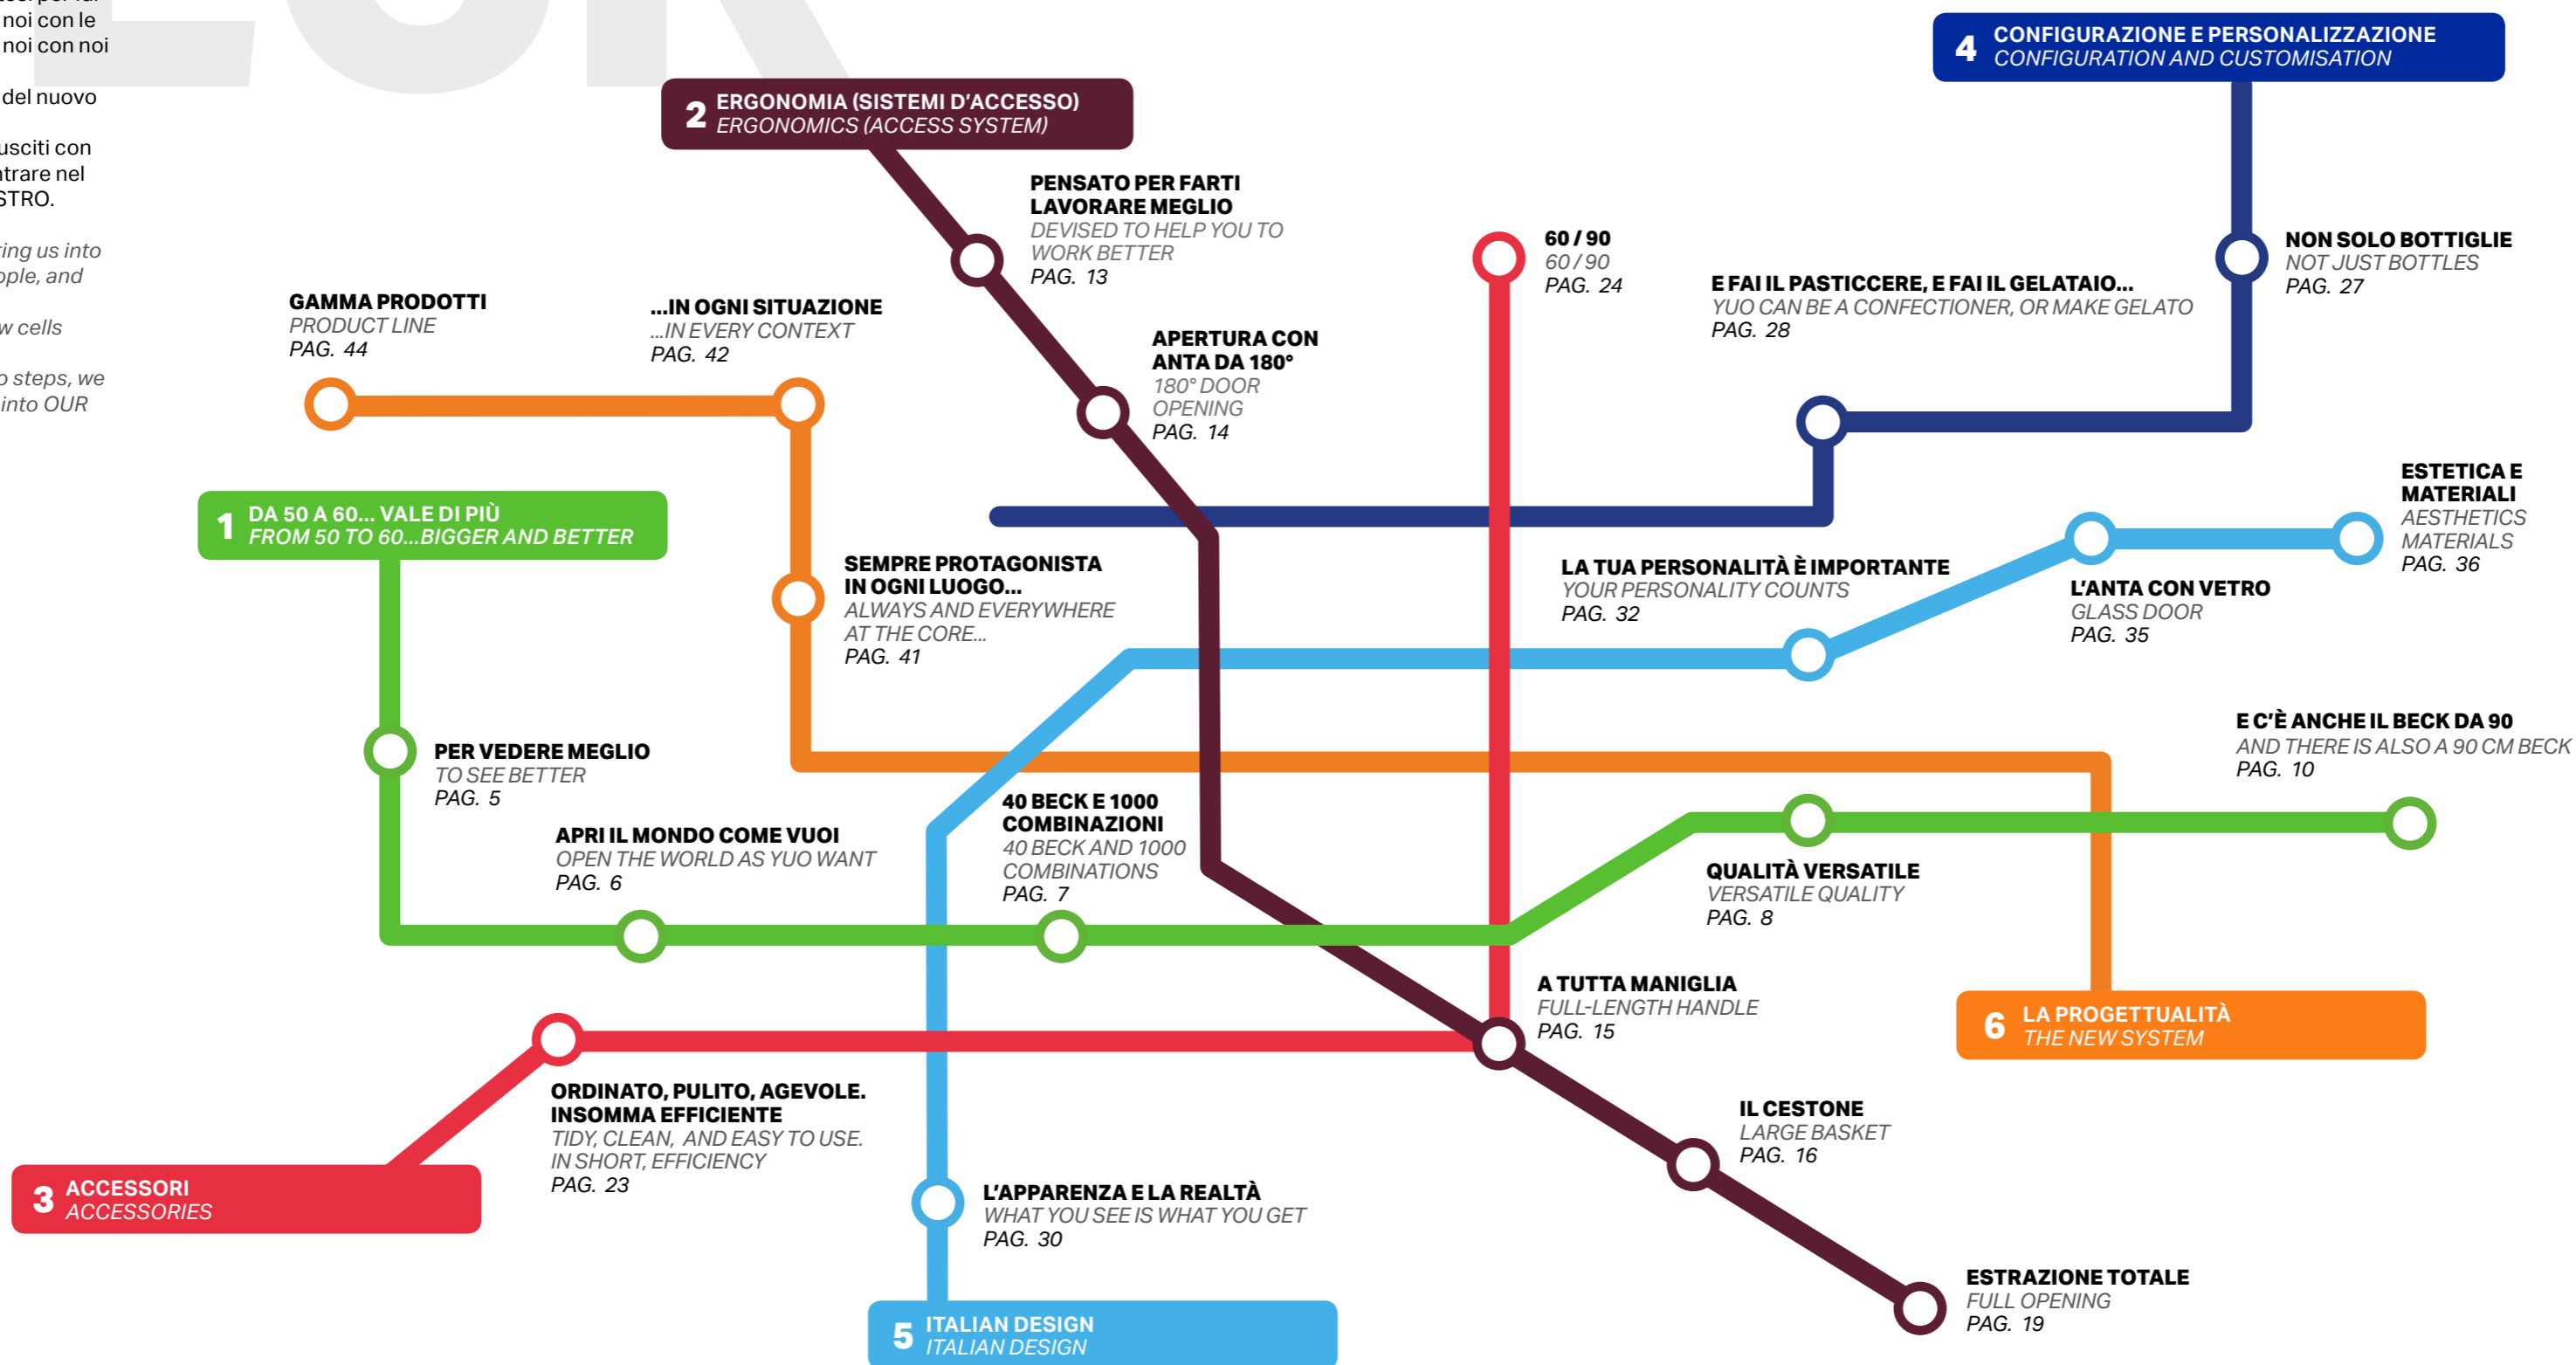 noi con le
noi con noi
del nuovo
usciti con
STRO.
ring us into
and
cells
steps, we
into OUR
4 CONFIGURAZIONE E PERSONALIZZAZIONE
CONFIGURATION AND CUSTOMISATION
2 ERGONOMIA (SISTEMI D'ACCESSO)
ERGONOMICS (ACCESS SYSTEM)
PENSATO PER FARTI
LAVORARE MEGLIO
DEVISED TO HELP YOU TO
WORK BETTER
PAG. 13
60 / 90
60 / 90
PAG. 24
NON SOLO BOTTIGLIE
NOT JUST BOTTLES
PAG. 27
E FAI IL PASTICCERE, E FAI IL GELATAIO...
YUO CAN BE A CONFECTIONER, OR MAKE GELATO
PAG. 28
GAMMA PRODOTTI
PRODUCT LINE
PAG. 44
...IN OGNI SITUAZIONE
...IN EVERY CONTEXT
PAG. 42
APERTURA CON
ANTA DA 180°
180° DOOR
OPENING
PAG. 14
ESTETICA E
MATERIALI
AESTHETICS
MATERIALS
PAG. 36
1 DA 50 A 60... VALE DI PIÙ
FROM 50 TO 60...BIGGER AND BETTER
SEMPRE PROTAGONISTA
IN OGNI LUOGO...
ALWAYS AND EVERYWHERE
AT THE CORE...
PAG. 41
LA TUA PERSONALITÀ È IMPORTANTE
YOUR PERSONALITY COUNTS
PAG. 32
L'ANTA CON VETRO
GLASS DOOR
PAG. 35
PER VEDERE MEGLIO
TO SEE BETTER
PAG. 5
E C'È ANCHE IL BECK DA 90
AND THERE IS ALSO A 90 CM BECK
PAG. 10
APRI IL MONDO COME VUOI
OPEN THE WORLD AS YUO WANT
PAG. 6
40 BECK E 1000
COMBINAZIONI
40 BECK AND 1000
COMBINATIONS
PAG. 7
QUALITÀ VERSATILE
VERSATILE QUALITY
PAG. 8
A TUTTA MANIGLIA
FULL-LENGTH HANDLE
PAG. 15
6 LA PROGETTUALITÀ
THE NEW SYSTEM
ORDINATO, PULITO, AGEVOLE.
INSOMMA EFFICIENTE
TIDY, CLEAN, AND EASY TO USE.
IN SHORT, EFFICIENCY
PAG. 23
IL CESTONE
LARGE BASKET
PAG. 16
3 ACCESSORI
ACCESSORIES
L'APPARENZA E LA REALTÀ
WHAT YOU SEE IS WHAT YOU GET
PAG. 30
ESTRAZIONE TOTALE
FULL OPENING
PAG. 19
5 ITALIAN DESIGN
ITALIAN DESIGN